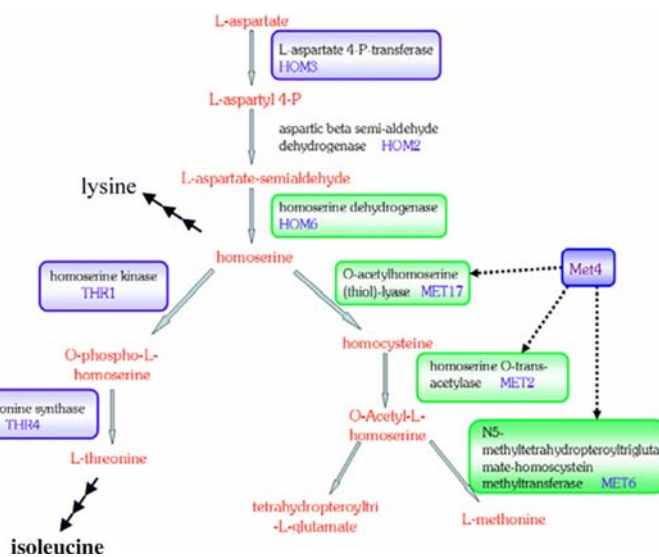 L-aspartate
L-aspartate 4-P-transferase
HOM3
L-aspartyl 4-P
aspartic beta semi-aldehyde
dehydrogenase HOM2
L-aspartate-semialdehyde
lysine
homoserine dehydrogenase
HOM6
homoserine
homoserine kinase
THR1
O-acetylhomoserine
(thiol)-lyase MET17
Met4
homocysteine
O-phospho-L-
homoserine
homoserine O-trans-
acetylase MET2
onine synthase
THR4
O-Acetyl-L-
homoserine
N5-
methyltetrahydropteroyltrigluta
mate-homoscystein
methyltransferase MET6
L-threonine
tetrahydropteroyltri
-L-glutamate
L-methonine
isoleucine